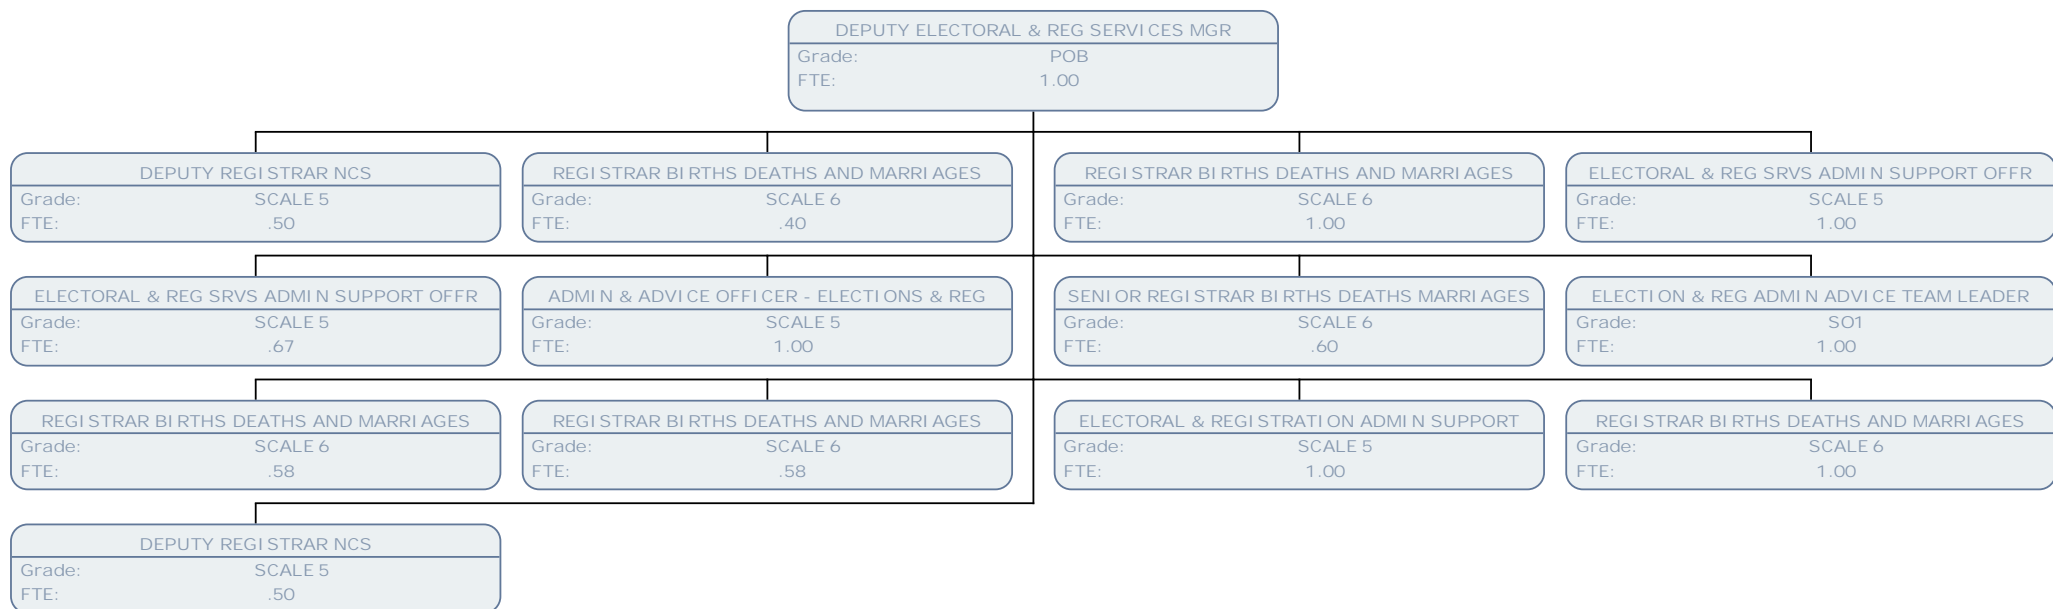 DEPUTY ELECTORAL & REG SERVICES MGR
Grade: POB
FTE: 1.00
DEPUTY REGISTRAR NCS
Grade: SCALE 5
FTE: .50
REGISTRAR BIRTHS DEATHS AND MARRIAGES
Grade: SCALE 6
FTE: .40
REGISTRAR BIRTHS DEATHS AND MARRIAGES
Grade: SCALE 6
FTE: 1.00
ELECTORAL & REG SRVS ADMIN SUPPORT OFFR
Grade: SCALE 5
FTE: 1.00
ELECTORAL & REG SRVS ADMIN SUPPORT OFFR
Grade: SCALE 5
FTE: .67
ADMIN & ADVICE OFFICER - ELECTIONS & REG
Grade: SCALE 5
FTE: 1.00
SENIOR REGISTRAR BIRTHS DEATHS MARRIAGES
Grade: SCALE 6
FTE: .60
ELECTION & REG ADMIN ADVICE TEAM LEADER
Grade: SO1
FTE: 1.00
REGISTRAR BIRTHS DEATHS AND MARRIAGES
Grade: SCALE 6
FTE: .58
REGISTRAR BIRTHS DEATHS AND MARRIAGES
Grade: SCALE 6
FTE: .58
ELECTORAL & REGISTRATION ADMIN SUPPORT
Grade: SCALE 5
FTE: 1.00
REGISTRAR BIRTHS DEATHS AND MARRIAGES
Grade: SCALE 6
FTE: 1.00
DEPUTY REGISTRAR NCS
Grade: SCALE 5
FTE: .50